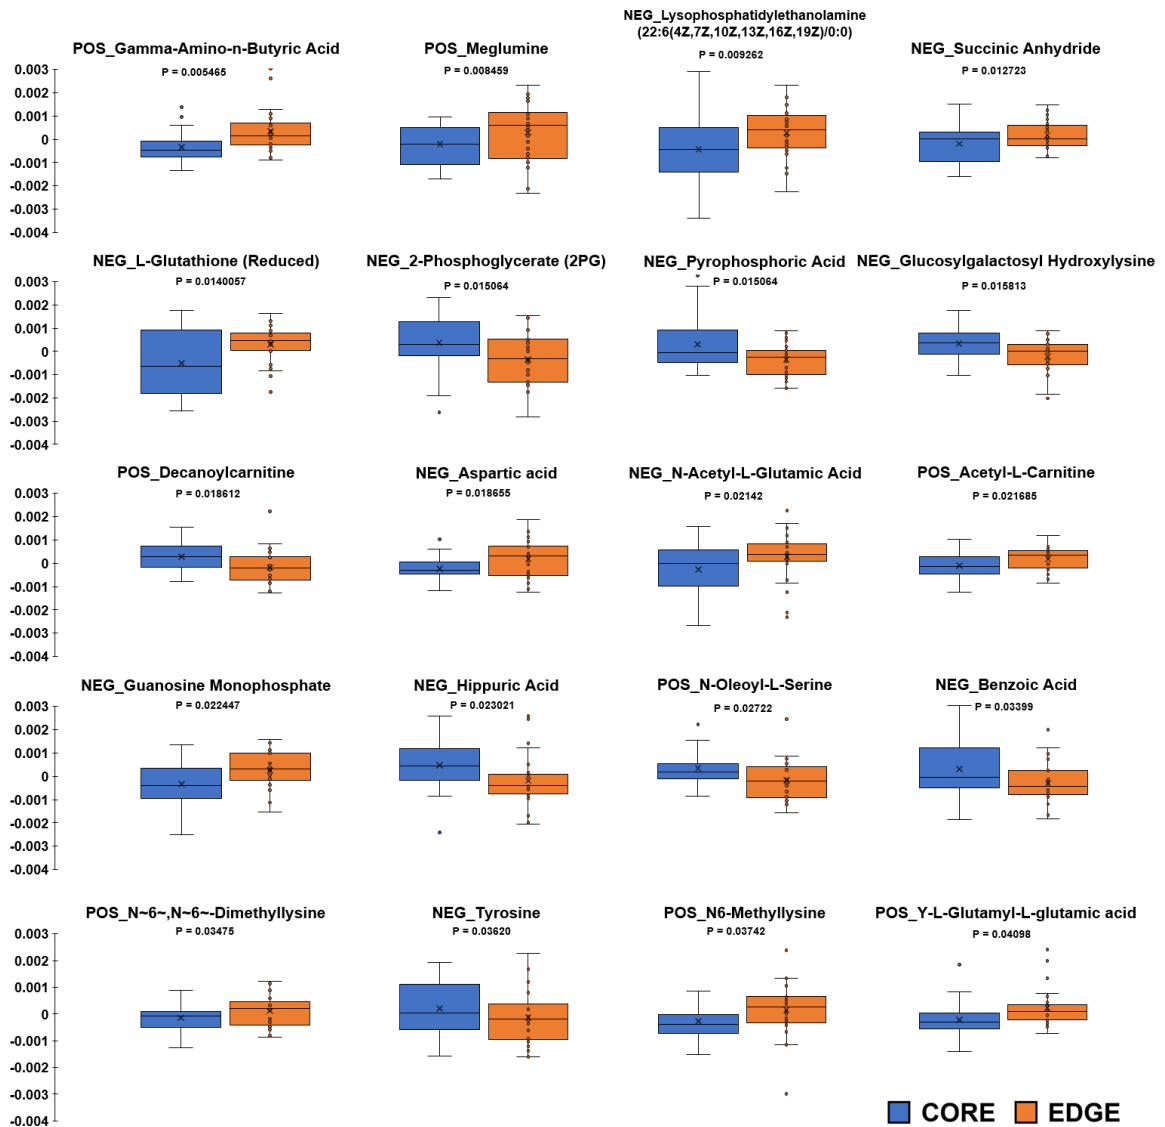 NEG_Lysophosphatidylethanolamine
(22:6(4Z,7Z,10Z,13Z,16Z,19Z)/0:0)
POS_Gamma-Amino-n-Butyric Acid
POS_Meglumine
NEG_Succinic Anhydride
P = 0.005465
P = 0.008459
P = 0.009262
P = 0.012723
0.003
0.002
0.001
0
-0.001
-0.002
-0.003
-0.004
NEG_L-Glutathione (Reduced)
NEG_2-Phosphoglycerate (2PG)
NEG_Pyrophosphoric Acid
NEG_Glucosylgalactosyl Hydroxylysine
P = 0.0140057
P = 0.015064
P = 0.015064
P = 0.015813
0.003
0.002
0.001
0
-0.001
-0.002
-0.003
-0.004
POS_Decanoylcarnitine
NEG_Aspartic acid
NEG_N-Acetyl-L-Glutamic Acid
POS_Acetyl-L-Carnitine
P = 0.018612
P = 0.018655
P = 0.02142
P = 0.021685
0.003
0.002
0.001
0
-0.001
-0.002
-0.003
-0.004
NEG_Guanosine Monophosphate
NEG_Hippuric Acid
POS_N-Oleoyl-L-Serine
NEG_Benzoic Acid
P = 0.022447
P = 0.023021
P = 0.02722
P = 0.03399
0.003
0.002
0.001
0
-0.001
-0.002
-0.003
-0.004
POS_N~6~,N~6~-Dimethyllysine
NEG_Tyrosine
POS_N6-Methyllysine
POS_Y-L-Glutamyl-L-glutamic acid
P = 0.03475
P = 0.03620
P = 0.03742
P = 0.04098
0.003
0.002
0.001
0
-0.001
-0.002
-0.003
-0.004
CORE
EDGE